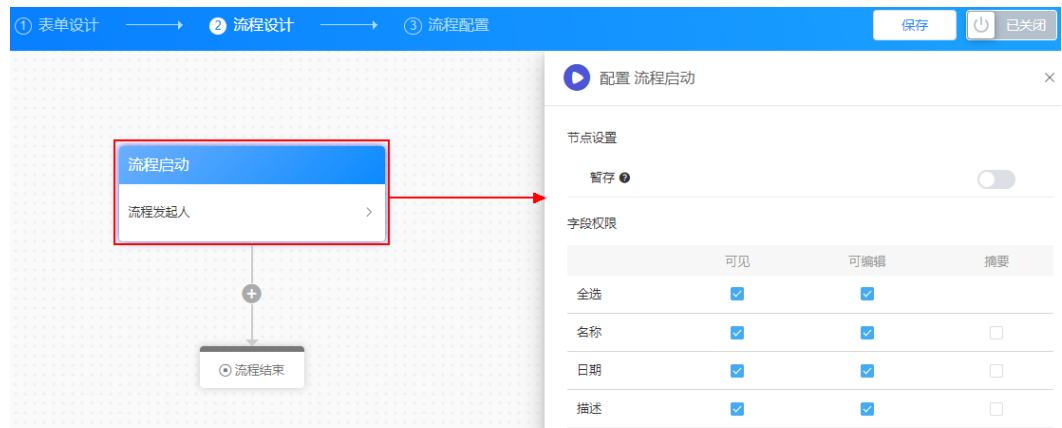 ① 表单设计 ② 流程设计 ③ 流程配置 保存 已关闭
配置 流程启动
节点设置
流程启动
暂存
流程发起人
字段权限
可见 可编辑 摘要
全选
名称
日期
流程结束
描述